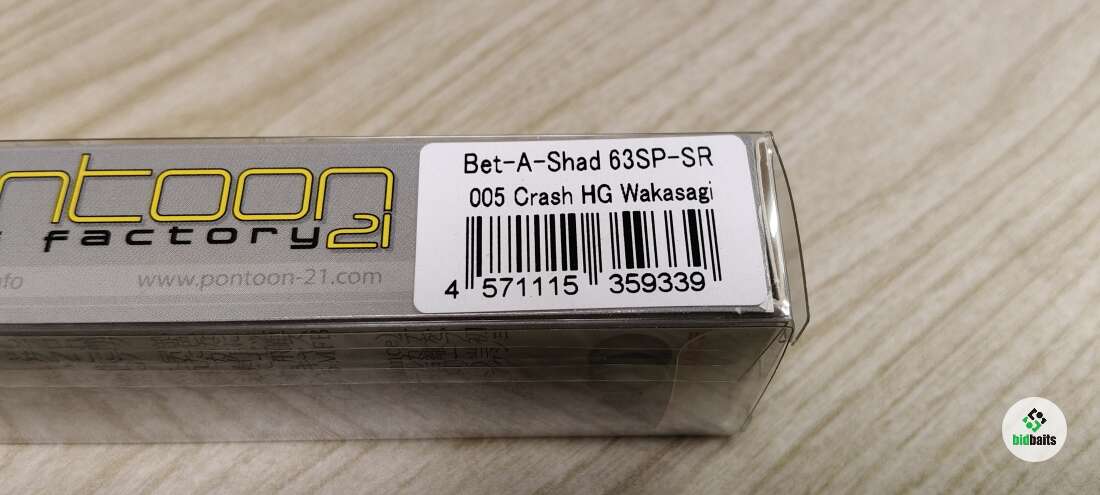 ntoon
factory21
www.pontoon-21.com
Bet-A-Shad 63SP-SR
005 Crash HG Wakasagi
4 571115 359339
bidbaits